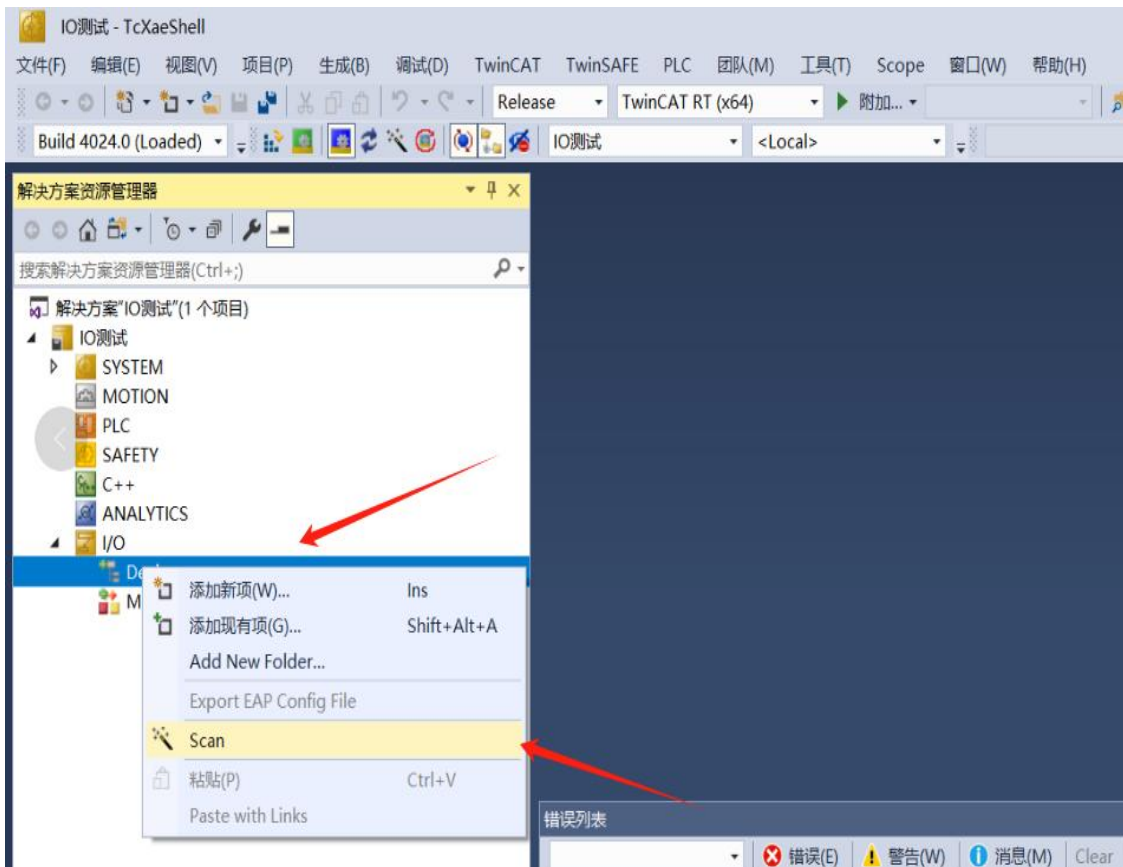 IO测试 - TcXaeShell
文件(F) 编辑(E) 视图(V) 项目(P) 生成(B) 调试(D) TwinCAT TwinSAFE PLC 团队(M) 工具(T) Scope 窗口(W) 帮助(H)
Release TwinCAT RT (x64) 附加...
Build 4024.0 (Loaded) IO测试 <Local>
解决方案资源管理器
搜索解决方案资源管理器(Ctrl+;)
解决方案"IO测试"(1 个项目)
IO测试
SYSTEM
MOTION
PLC
SAFETY
C++
ANALYTICS
I/O
添加新项(W)... Ins
添加现有项(G)... Shift+Alt+A
Add New Folder...
Export EAP Config File
Scan
粘贴(P) Ctrl+V
Paste with Links
错误列表
错误(E) 警告(W) 消息(M) Clear